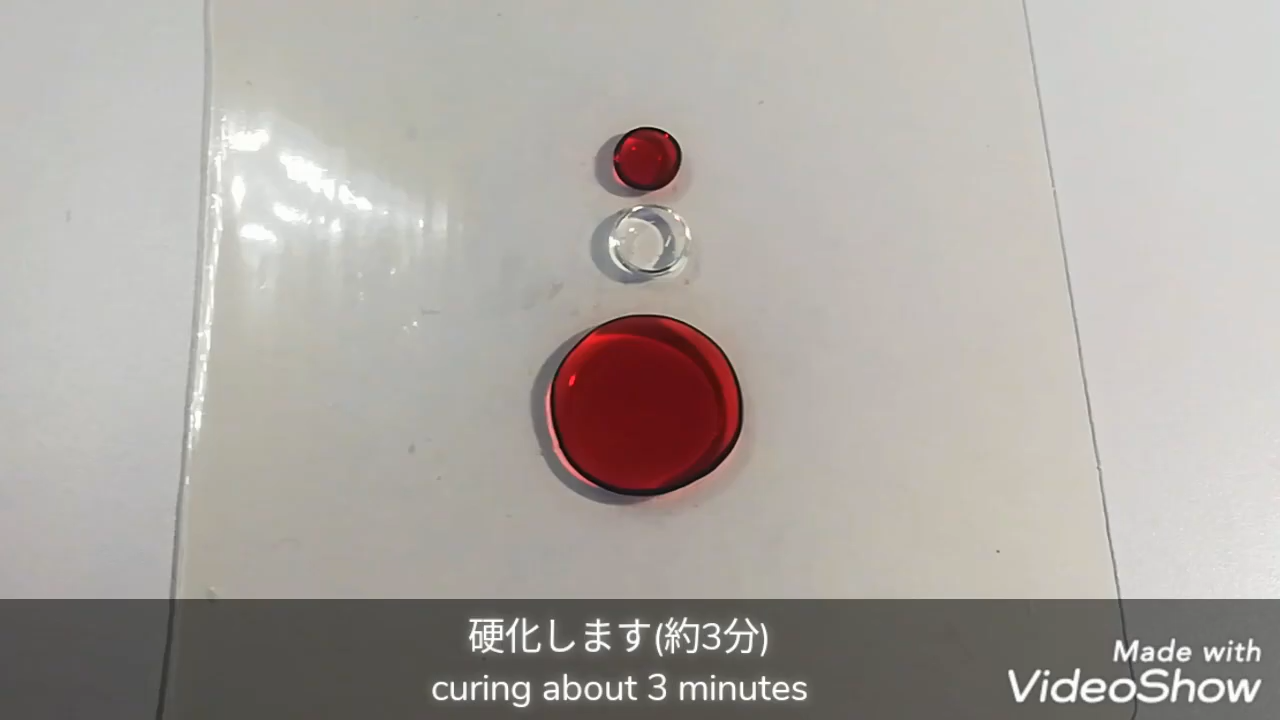 硬化します(約3分)
curing about 3 minutes
Made with
VideoShow